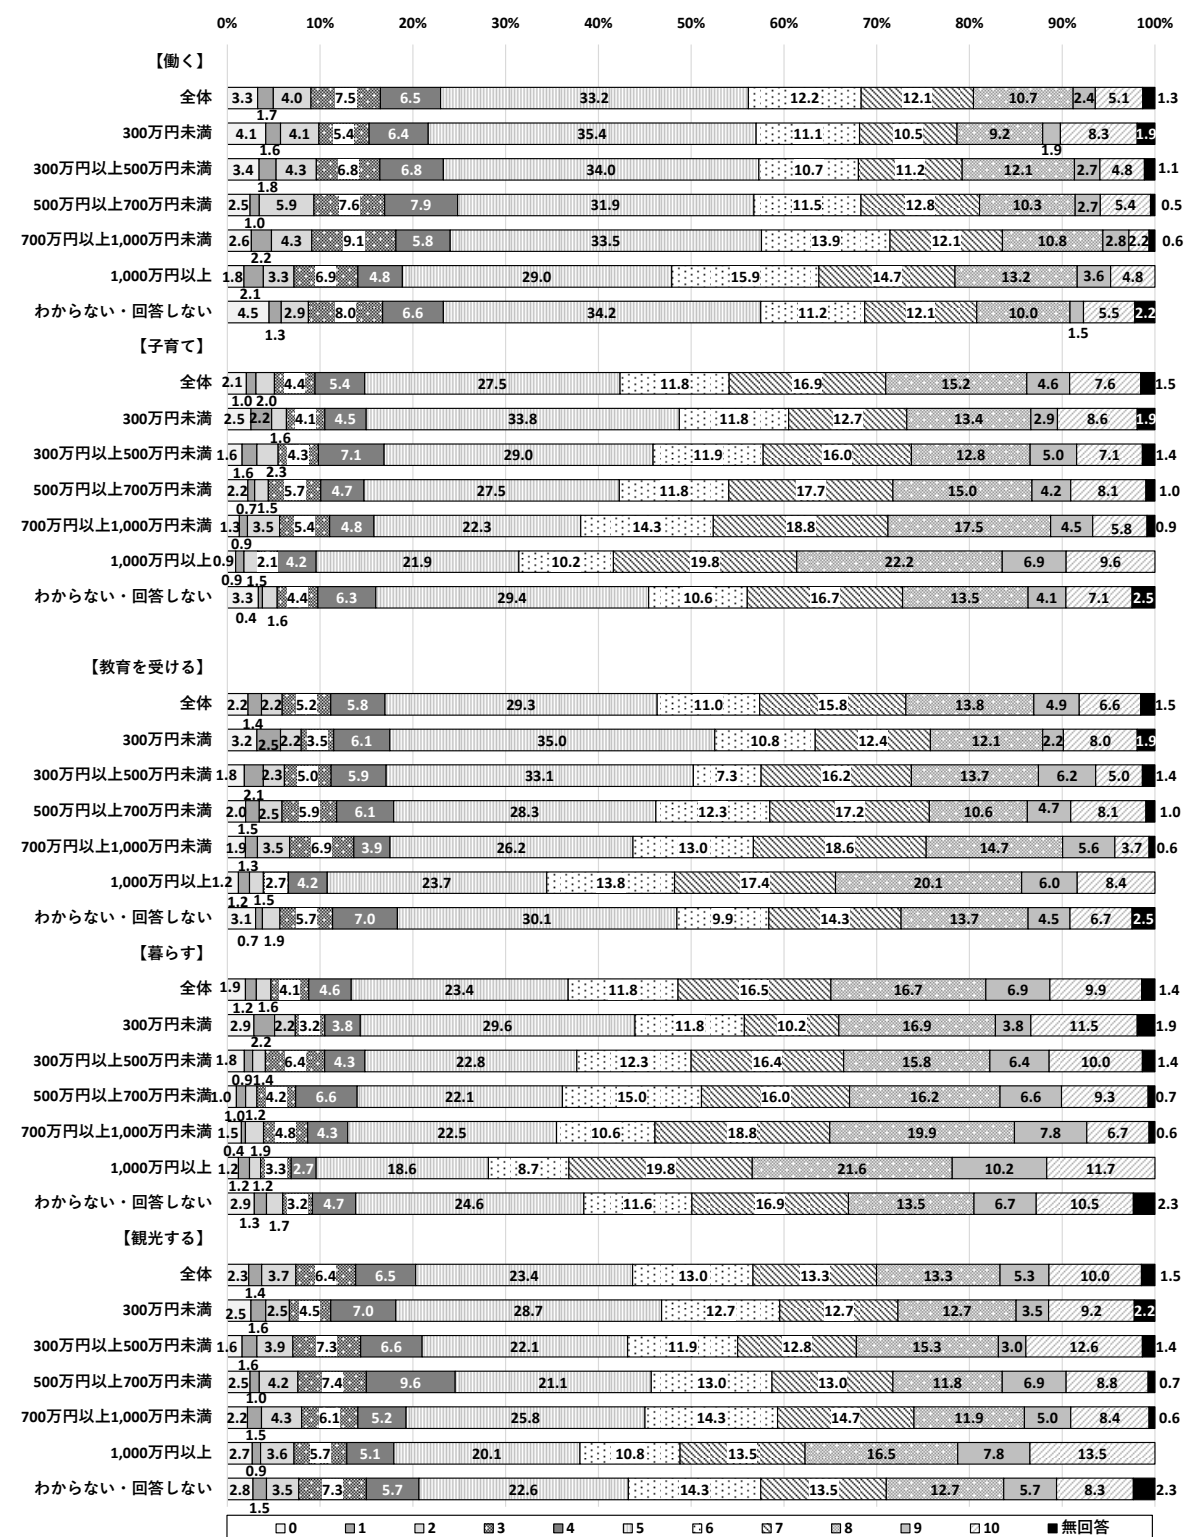 0% 10% 20% 30% 40% 50% 60% 70% 80% 90% 100%
【働く】
全体 3.3 1.7 4.0 7.5 6.5 33.2 12.2 12.1 10.7 2.4 5.1 1.3
300万円未満 4.1 1.6 4.1 5.4 6.4 35.4 11.1 10.5 9.2 1.9 8.3 1.9
300万円以上500万円未満 3.4 1.8 4.3 6.8 6.8 34.0 10.7 11.2 12.1 2.7 4.8 1.1
500万円以上700万円未満 2.5 1.0 5.9 7.6 7.9 31.9 11.5 12.8 10.3 2.7 5.4 0.5
700万円以上1,000万円未満 2.6 2.2 4.3 9.1 5.8 33.5 13.9 12.1 10.8 2.8 2.2 0.6
1,000万円以上 1.8 2.1 3.3 6.9 4.8 29.0 15.9 14.7 13.2 3.6 4.8
わからない・回答しない 4.5 1.3 2.9 8.0 6.6 34.2 11.2 12.1 10.0 1.5 5.5 2.2
【子育て】
全体 2.1 1.0 2.0 4.4 5.4 27.5 11.8 16.9 15.2 4.6 7.6 1.5
300万円未満 2.5 2.2 1.6 4.1 4.5 33.8 11.8 12.7 13.4 2.9 8.6 1.9
300万円以上500万円未満 1.6 1.6 2.3 4.3 7.1 29.0 11.9 16.0 12.8 5.0 7.1 1.4
500万円以上700万円未満 2.2 0.7 1.5 5.7 4.7 27.5 11.8 17.7 15.0 4.2 8.1 1.0
700万円以上1,000万円未満 1.3 0.9 3.5 5.4 4.8 22.3 14.3 18.8 17.5 4.5 5.8 0.9
1,000万円以上 0.9 0.9 1.5 2.1 4.2 21.9 10.2 19.8 22.2 6.9 9.6
わからない・回答しない 3.3 0.4 1.6 4.4 6.3 29.4 10.6 16.7 13.5 4.1 7.1 2.5
【教育を受ける】
全体 2.2 1.4 2.2 5.2 5.8 29.3 11.0 15.8 13.8 4.9 6.6 1.5
300万円未満 3.2 2.5 2.2 3.5 6.1 35.0 10.8 12.4 12.1 2.2 8.0 1.9
300万円以上500万円未満 1.8 2.1 2.3 5.0 5.9 33.1 7.3 16.2 13.7 6.2 5.0 1.4
500万円以上700万円未満 2.0 1.5 2.5 5.9 6.1 28.3 12.3 17.2 10.6 4.7 8.1 1.0
700万円以上1,000万円未満 1.9 1.3 3.5 6.9 3.9 26.2 13.0 18.6 14.7 5.6 3.7 0.6
1,000万円以上 1.2 1.2 1.5 2.7 4.2 23.7 13.8 17.4 20.1 6.0 8.4
わからない・回答しない 3.1 0.7 1.9 5.7 7.0 30.1 9.9 14.3 13.7 4.5 6.7 2.5
【暮らす】
全体 1.9 1.2 1.6 4.1 4.6 23.4 11.8 16.5 16.7 6.9 9.9 1.4
300万円未満 2.9 2.2 2.2 3.2 3.8 29.6 11.8 10.2 16.9 3.8 11.5 1.9
300万円以上500万円未満 1.8 0.9 1.4 6.4 4.3 22.8 12.3 16.4 15.8 6.4 10.0 1.4
500万円以上700万円未満 1.0 1.0 1.2 4.2 6.6 22.1 15.0 16.0 16.2 6.6 9.3 0.7
700万円以上1,000万円未満 1.5 0.4 1.9 4.8 4.3 22.5 10.6 18.8 19.9 7.8 6.7 0.6
1,000万円以上 1.2 1.2 1.2 3.3 2.7 18.6 8.7 19.8 21.6 10.2 11.7
わからない・回答しない 2.9 1.3 1.7 3.2 4.7 24.6 11.6 16.9 13.5 6.7 10.5 2.3
【観光する】
全体 2.3 1.4 3.7 6.4 6.5 23.4 13.0 13.3 13.3 5.3 10.0 1.5
300万円未満 2.5 1.6 2.5 4.5 7.0 28.7 12.7 12.7 12.7 3.5 9.2 2.2
300万円以上500万円未満 1.6 1.6 3.9 7.3 6.6 22.1 11.9 12.8 15.3 3.0 12.6 1.4
500万円以上700万円未満 2.5 1.0 4.2 7.4 9.6 21.1 13.0 13.0 11.8 6.9 8.8 0.7
700万円以上1,000万円未満 2.2 1.5 4.3 6.1 5.2 25.8 14.3 14.7 11.9 5.0 8.4 0.6
1,000万円以上 2.7 0.9 3.6 5.7 5.1 20.1 10.8 13.5 16.5 7.8 13.5
わからない・回答しない 2.8 1.5 3.5 7.3 5.7 22.6 14.3 13.5 12.7 5.7 8.3 2.3
0 1 2 3 4 5 6 7 8 9 10 無回答